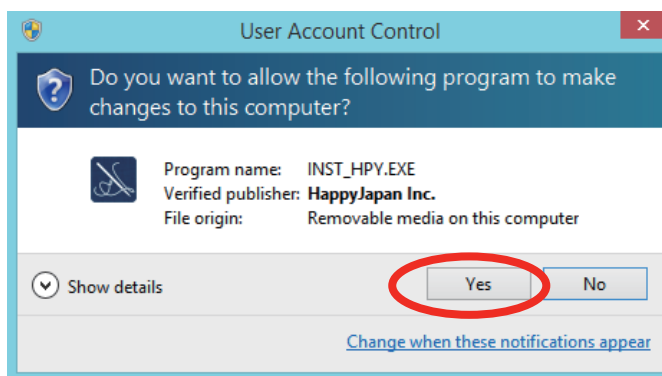 User Account Control
Do you want to allow the following program to make
changes to this computer?
Program name: INST_HPY.EXE
Verified publisher: HappyJapan Inc.
File origin: Removable media on this computer
Show details
Yes No
Change when these notifications appear